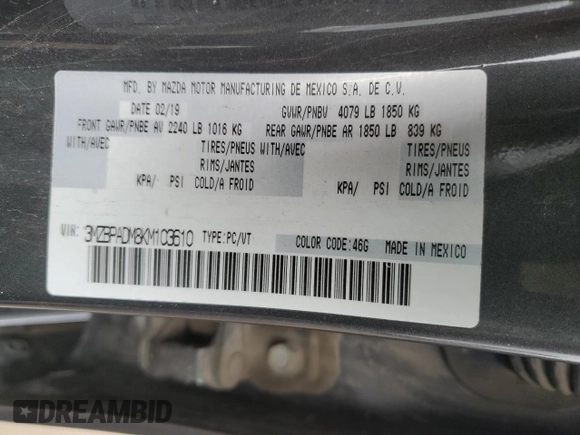 MFD. BY MAZDA MOTOR MANUFACTURING DE MEXICO S.A. DE C.V.
DATE 02/19 GVWR/PNBV 4079 LB 1850 KG
FRONT GAWR/PNBE AV 2240 LB 1016 KG REAR GAWR/PNBE AR 1850 LB 839 KG
WITH/AVEC TIRES/PNEUS WITH/AVEC TIRES/PNEUS
RIMS/JANTES RIMS/JANTES
KPA/ PSI COLD/A FROID KPA/ PSI COLD/A FROID
VIN: 3MZBPADM8KM103610 TYPE:PC/VT COLOR CODE:46G MADE IN MEXICO
DREAMBID